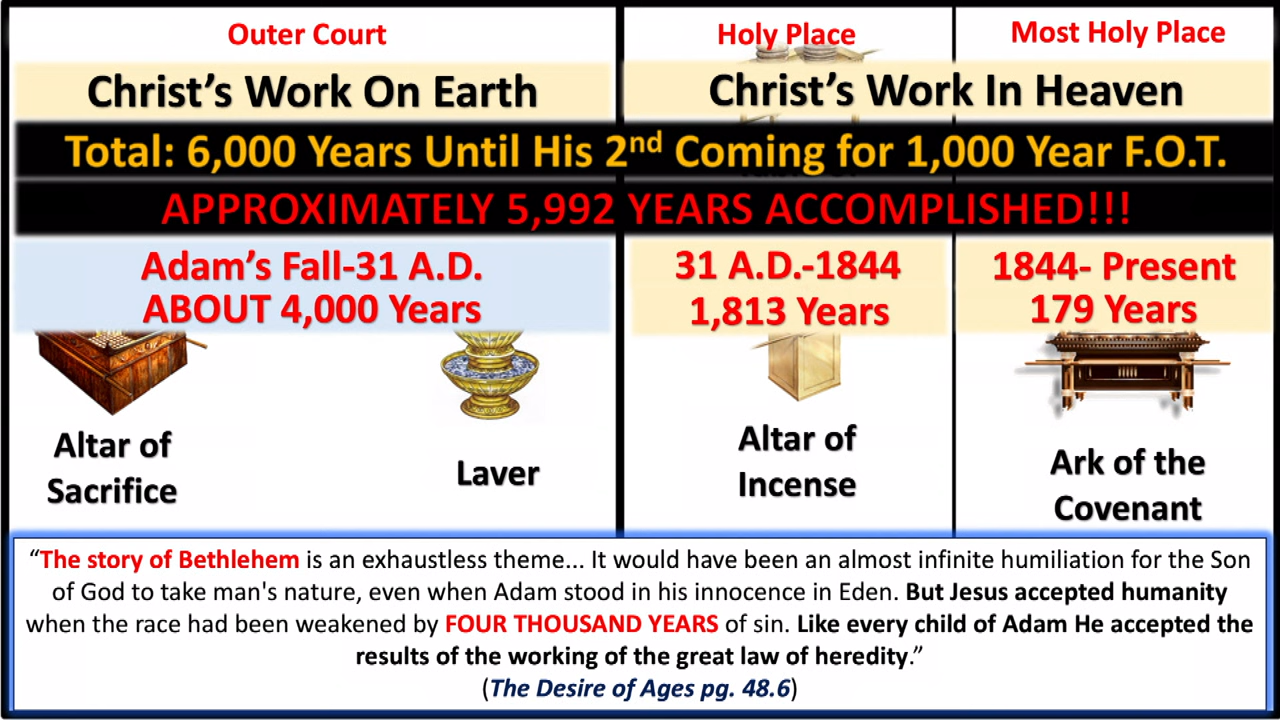 Outer Court
Holy Place
Most Holy Place
Christ’s Work On Earth
Christ’s Work In Heaven
Total: 6,000 Years Until His 2nd Coming for 1,000 Year F.O.T.
APPROXIMATELY 5,992 YEARS ACCOMPLISHED!!!
Adam’s Fall-31 A.D.
ABOUT 4,000 Years
31 A.D.-1844
1,813 Years
1844- Present
179 Years
Altar of
Sacrifice
Laver
Altar of
Incense
Ark of the
Covenant
“The story of Bethlehem is an exhaustless theme... It would have been an almost infinite humiliation for the Son
of God to take man's nature, even when Adam stood in his innocence in Eden. But Jesus accepted humanity
when the race had been weakened by FOUR THOUSAND YEARS of sin. Like every child of Adam He accepted the
results of the working of the great law of heredity.”
(The Desire of Ages pg. 48.6)